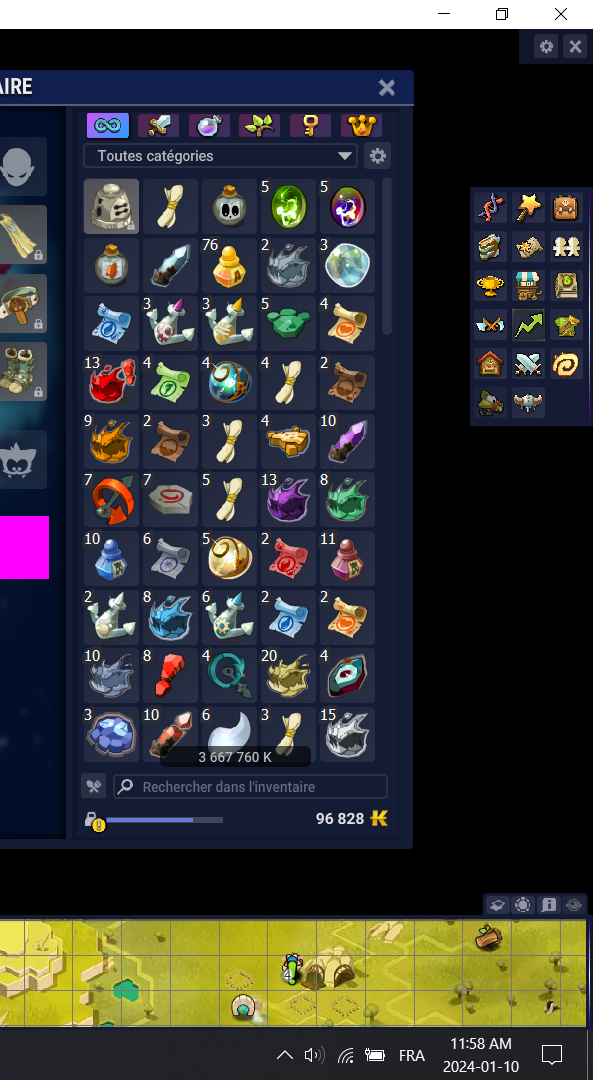 AIRE
Toutes catégories
5 5
76 2 3
3 3 5 4
13 4 4 4 2
9 2 3 4 10
7 7 5 13 8
10 6 5 2 11
2 8 6 2 2
10 8 4 20 4
3 10 6 3 15
3 667 760 K
Rechercher dans l'inventaire
96 828 K
4
FRA
11:58 AM
2024-01-10